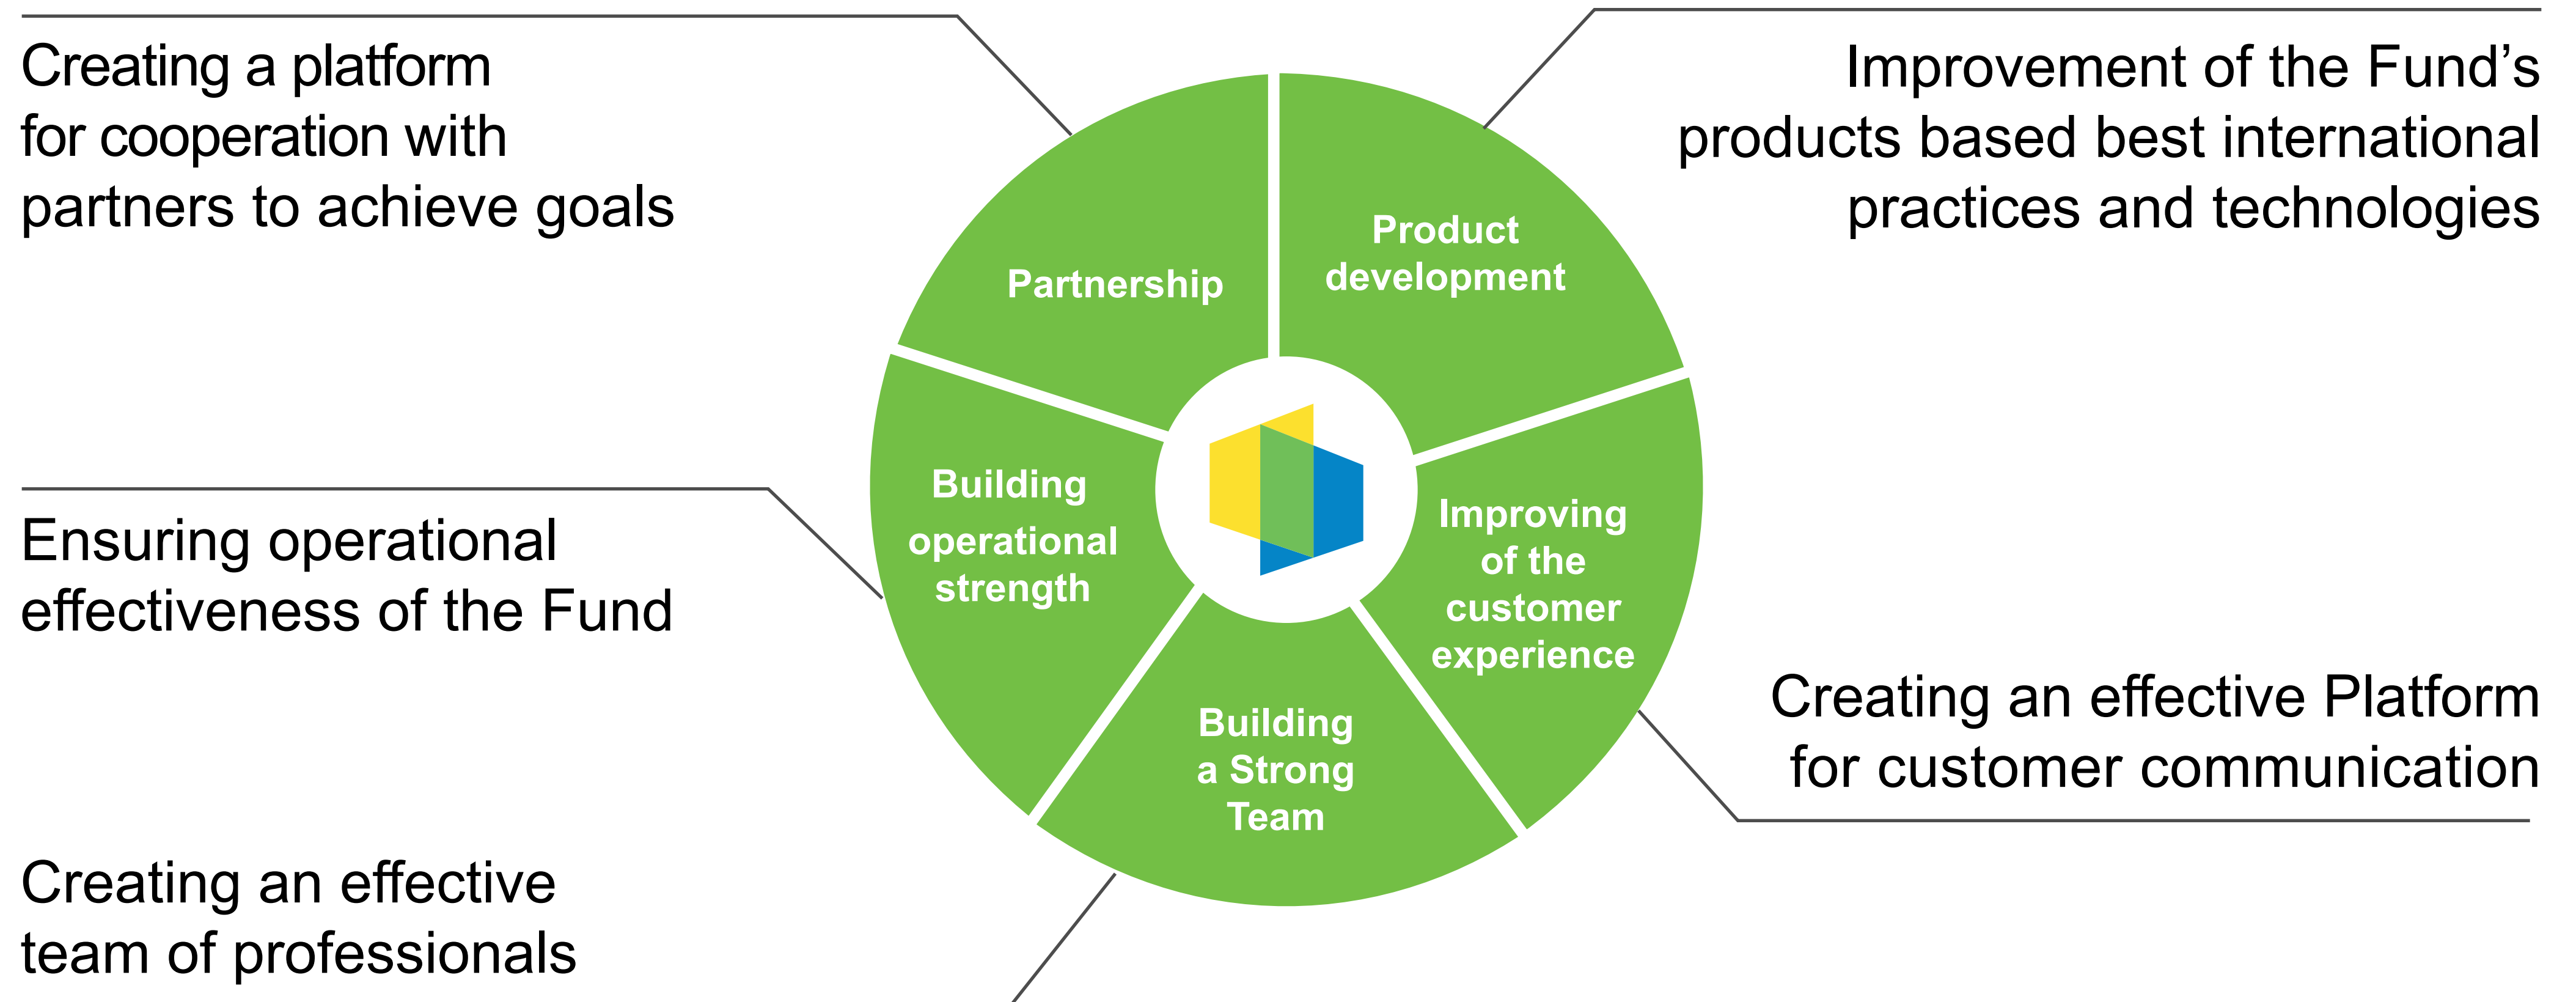 Creating a platform
for cooperation with
partners to achieve goals
Improvement of the Fund’s
products based best international
practices and technologies
Partnership
Product
development
Building
operational
strength
Improving
of the
customer
experience
Building
a Strong
Team
Ensuring operational
effectiveness of the Fund
Creating an effective Platform
for customer communication
Creating an effective
team of professionals